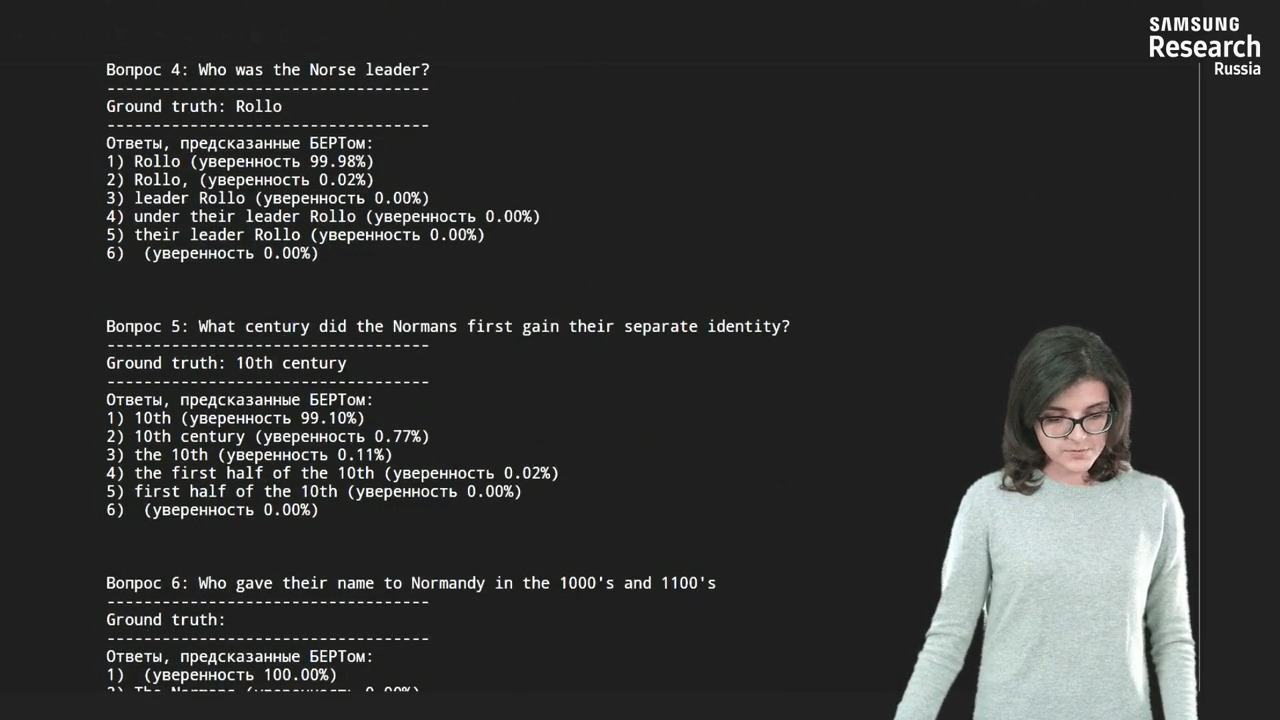 SAMSUNG
Research
Russia
Вопрос 4: Who was the Norse leader?
-----------------------------------
Ground truth: Rollo
-----------------------------------
Ответы, предсказанные БЕРТом:
1) Rollo (уверенность 99.98%)
2) Rollo, (уверенность 0.02%)
3) leader Rollo (уверенность 0.00%)
4) under their leader Rollo (уверенность 0.00%)
5) their leader Rollo (уверенность 0.00%)
6)  (уверенность 0.00%)
Вопрос 5: What century did the Normans first gain their separate identity?
-----------------------------------
Ground truth: 10th century
-----------------------------------
Ответы, предсказанные БЕРТом:
1) 10th (уверенность 99.10%)
2) 10th century (уверенность 0.77%)
3) the 10th (уверенность 0.11%)
4) the first half of the 10th (уверенность 0.02%)
5) first half of the 10th (уверенность 0.00%)
6)  (уверенность 0.00%)
Вопрос 6: Who gave their name to Normandy in the 1000's and 1100's
-----------------------------------
Ground truth:
-----------------------------------
Ответы, предсказанные БЕРТом:
1)  (уверенность 100.00%)
2) The Normans (уверенность 0.00%)